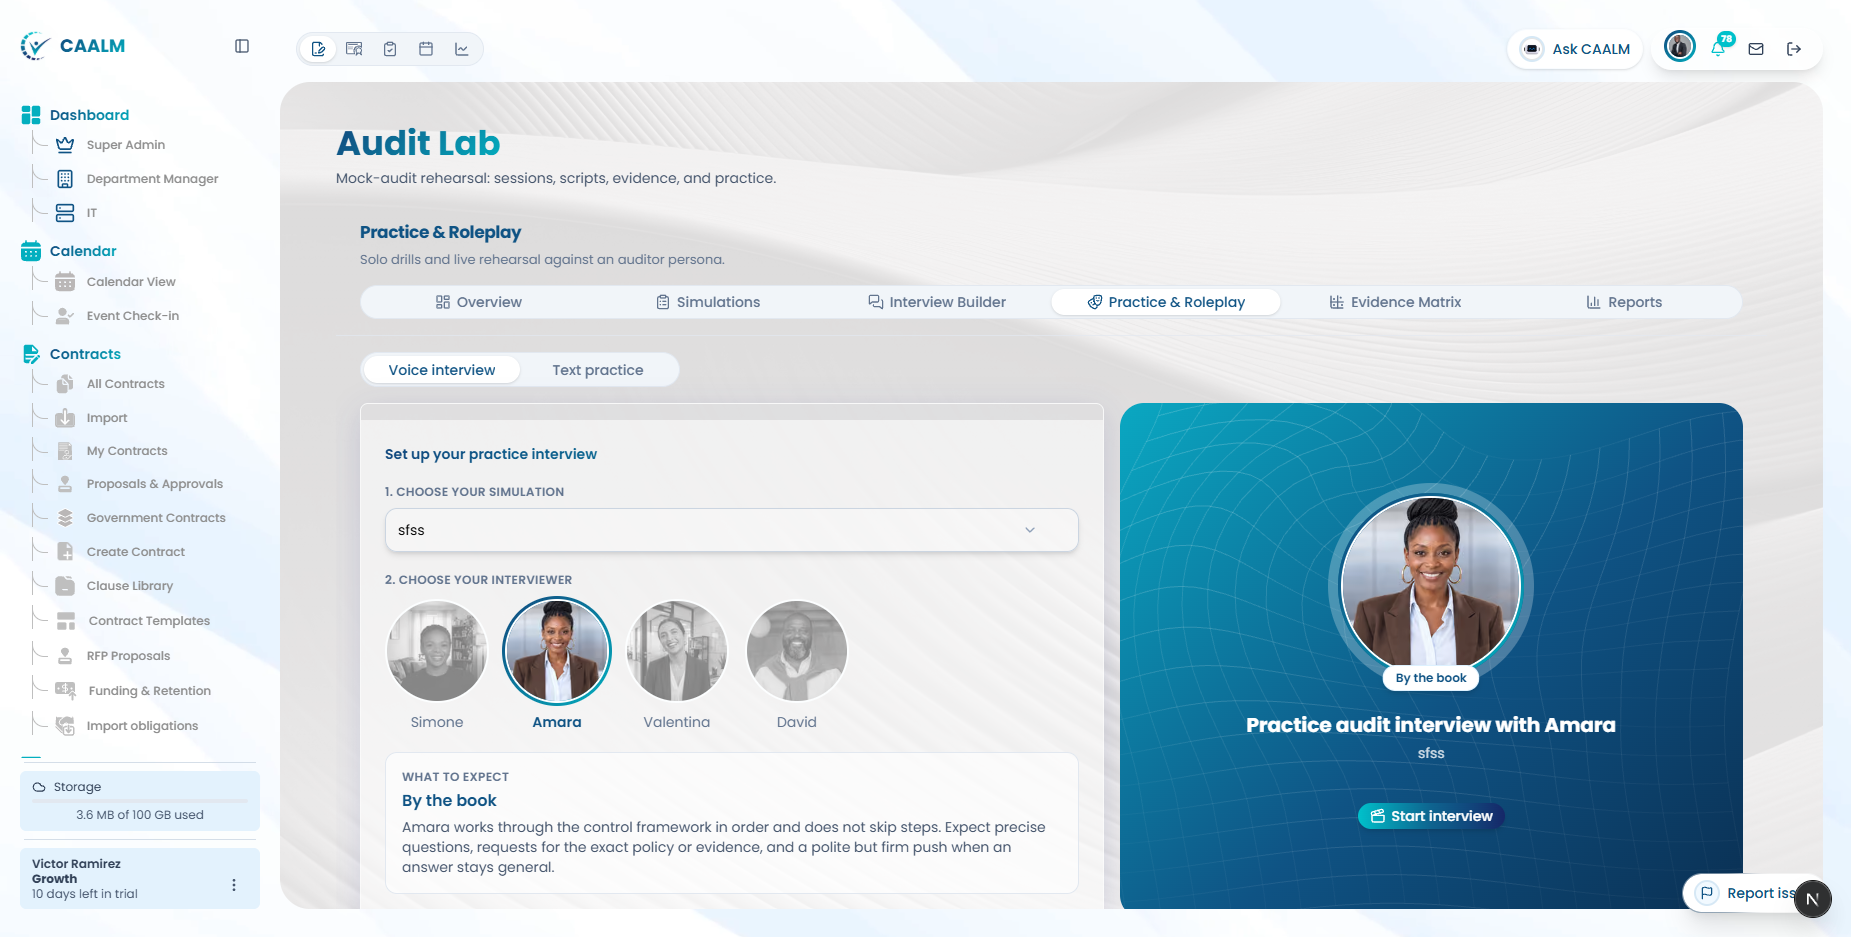 CAALM
Ask CAALM
78
Dashboard
Super Admin
Department Manager
IT
Calendar
Calendar View
Event Check-in
Contracts
All Contracts
Import
My Contracts
Proposals & Approvals
Government Contracts
Create Contract
Clause Library
Contract Templates
RFP Proposals
Funding & Retention
Import obligations
Storage
3.6 MB of 100 GB used
Victor Ramirez
Growth
10 days left in trial
Audit Lab
Mock-audit rehearsal: sessions, scripts, evidence, and practice.
Practice & Roleplay
Solo drills and live rehearsal against an auditor persona.
Overview
Simulations
Interview Builder
Practice & Roleplay
Evidence Matrix
Reports
Voice interview
Text practice
Set up your practice interview
1. CHOOSE YOUR SIMULATION
sfss
2. CHOOSE YOUR INTERVIEWER
Simone
Amara
Valentina
David
WHAT TO EXPECT
By the book
Amara works through the control framework in order and does not skip steps. Expect precise
questions, requests for the exact policy or evidence, and a polite but firm push when an
answer stays general.
By the book
Practice audit interview with Amara
sfss
Start interview
Report iss
N